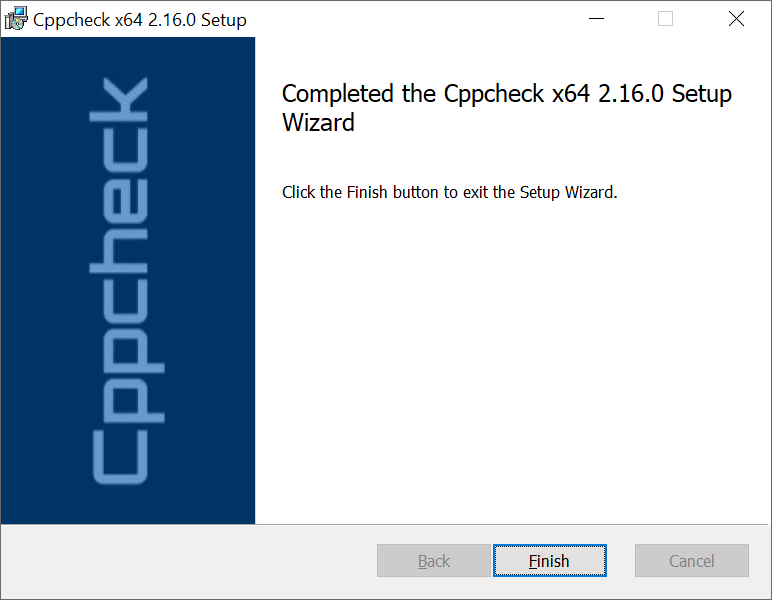 Cppcheck x64 2.16.0 Setup
Cppcheck
Completed the Cppcheck x64 2.16.0 Setup
Wizard
Click the Finish button to exit the Setup Wizard.
Back
Finish
Cancel